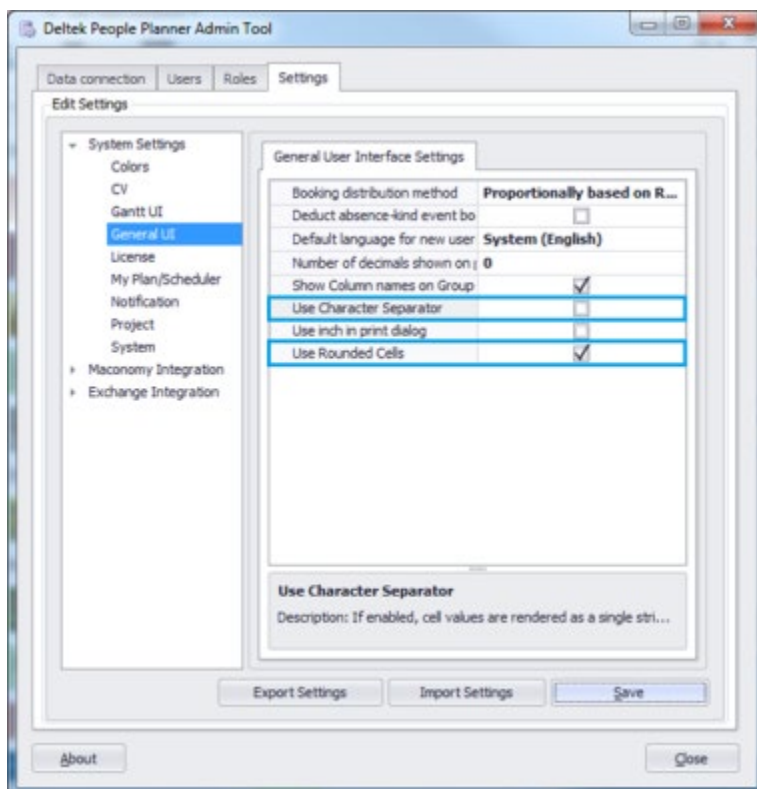 Deltek People Planner Admin Tool
Data connection Users Roles Settings
Edit Settings
System Settings
Colors
CV
Gantt UI
General UI
License
My Plan/Scheduler
Notification
Project
System
Maconomy Integration
Exchange Integration
General User Interface Settings
Booking distribution method Proportionally based on R...
Deduct absence-kind event bo
Default language for new user System (English)
Number of decimals shown on 0
Show Column names on Group
Use Character Separator
Use inch in print dialog
Use Rounded Cells
Use Character Separator
Description: If enabled, cell values are rendered as a single stri...
Export Settings Import Settings Save
About Close